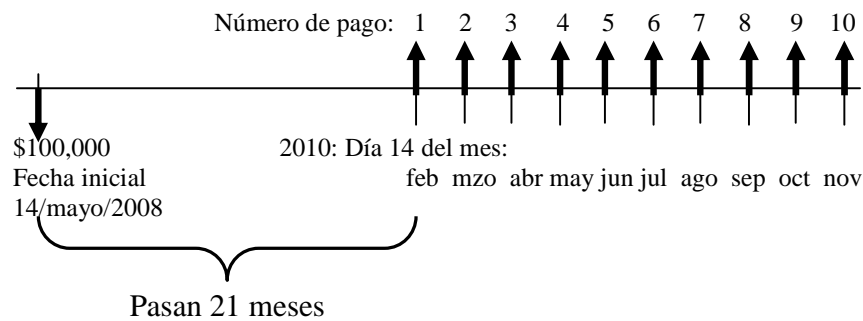 Número de pago: 1 2 3 4 5 6 7 8 9 10
$100,000 2010: Día 14 del mes:
Fecha inicial feb mzo abr may jun jul ago sep oct nov
14/mayo/2008
Pasan 21 meses